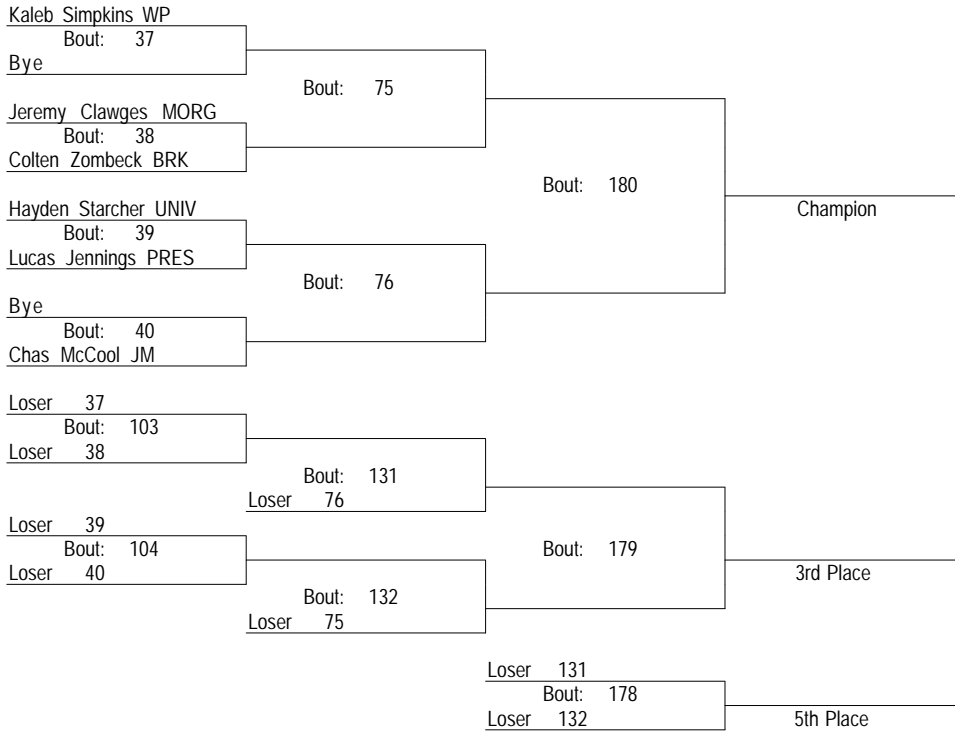 Kaleb Simpkins WP
Bout: 37
Bye
Bout: 75
Jeremy Clawges MORG
Bout: 38
Colten Zombeck BRK
Bout: 180
Hayden Starcher UNIV
Champion
Bout: 39
Lucas Jennings PRES
Bout: 76
Bye
Bout: 40
Chas McCool JM
Loser 37
Bout: 103
Loser 38
Bout: 131
Loser 76
Loser 39
Bout: 104
Bout: 179
Loser 40
3rd Place
Bout: 132
Loser 75
Loser 131
Bout: 178
Loser 132
5th Place